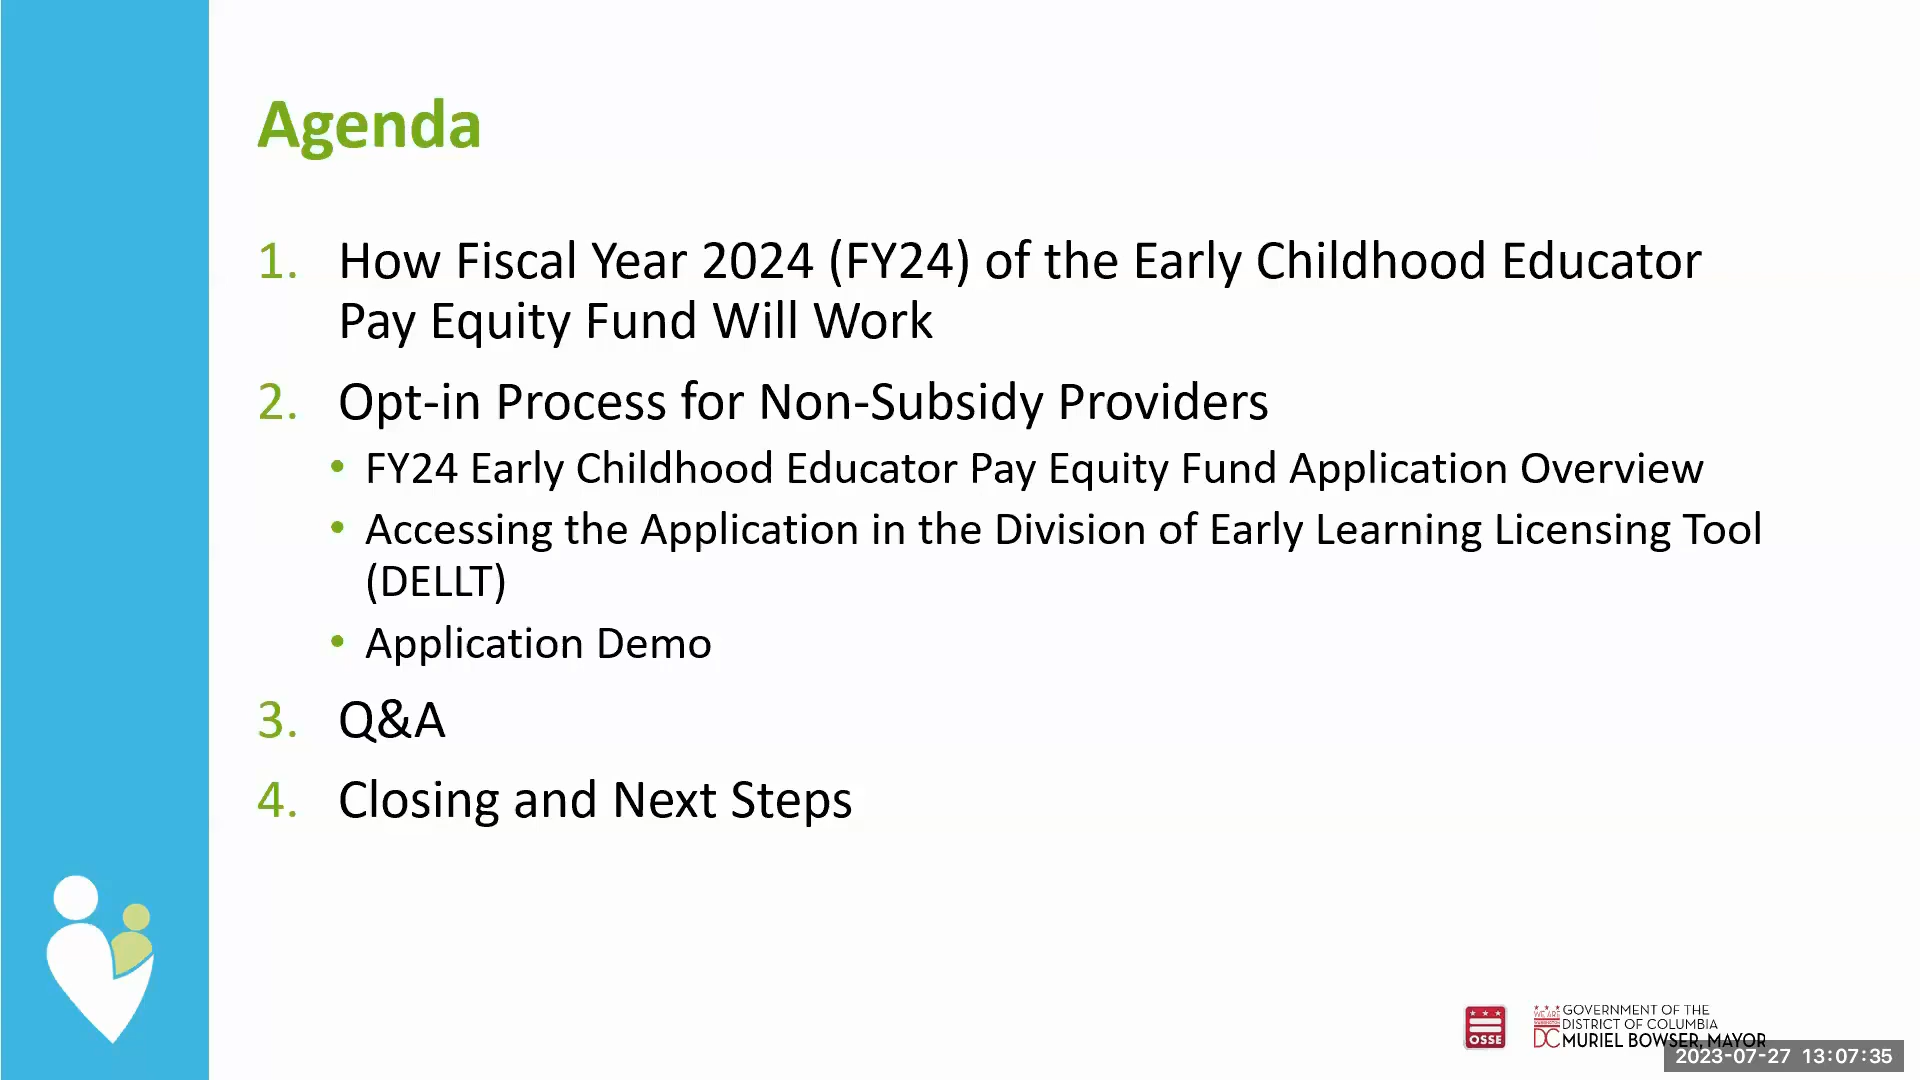 Agenda
1. How Fiscal Year 2024 (FY24) of the Early Childhood Educator
Pay Equity Fund Will Work
2. Opt-in Process for Non-Subsidy Providers
• FY24 Early Childhood Educator Pay Equity Fund Application Overview
• Accessing the Application in the Division of Early Learning Licensing Tool
(DELLT)
• Application Demo
3. Q&A
4. Closing and Next Steps
OSSE
WE ARE
WASHINGTON
DC
GOVERNMENT OF THE
DISTRICT OF COLUMBIA
MURIEL BOWSER, MAYOR
2023-07-27 13:07:35